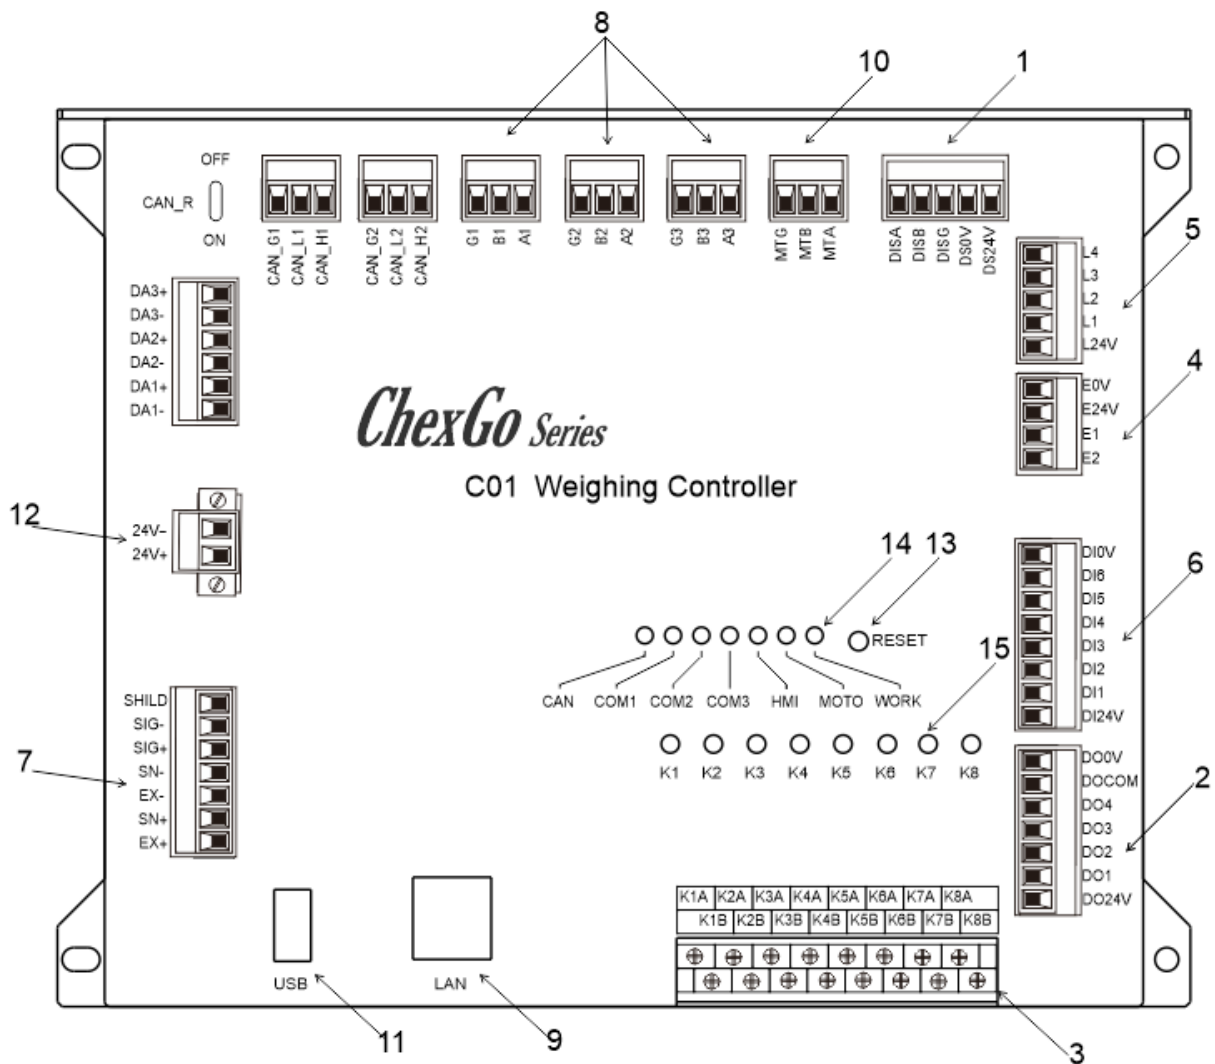 8
10
1
OFF
CAN_R
ON
CAN_G1 CAN_L1 CAN_H1
CAN_G2 CAN_L2 CAN_H2
G1 B1 A1
G2 B2 A2
G3 B3 A3
MTG MTB MTA
DISA DISB DISG DS0V DS24V
L4
L3
L2
L1
L24V
5
DA3+
DA3-
DA2+
DA2-
DA1+
DA1-
E0V
E24V
E1
E2
4
ChexGo Series
C01 Weighing Controller
12
24V–
24V+
14
13
RESET
15
CAN COM1 COM2 COM3 HMI MOTO WORK
K1 K2 K3 K4 K5 K6 K7 K8
DI0V
DI6
DI5
DI4
DI3
DI2
DI1
DI24V
6
SHILD
SIG-
SIG+
SN-
EX-
SN+
EX+
7
DO0V
DOCOM
DO4
DO3
DO2
DO1
DO24V
2
K1A K2A K3A K4A K5A K6A K7A K8A
K1B K2B K3B K4B K5B K6B K7B K8B
USB
LAN
11
9
3